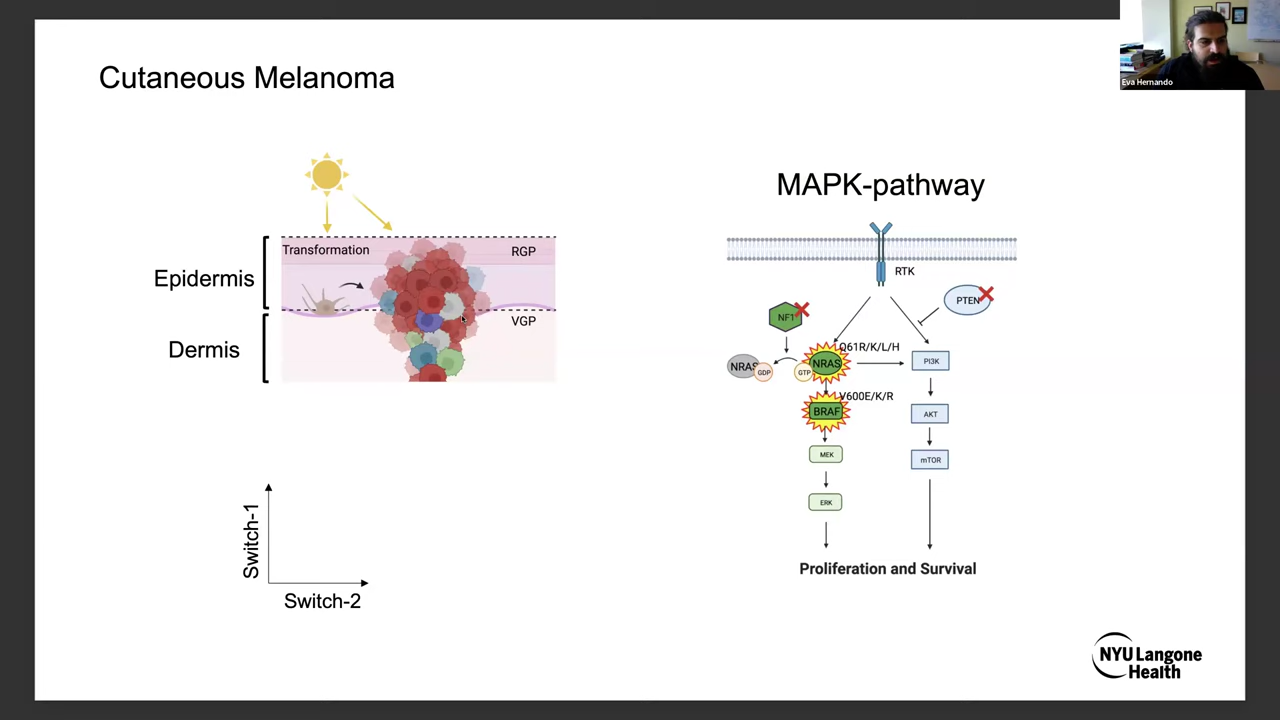 Cutaneous Melanoma
Eva Hernando
Transformation
RGP
Epidermis
VGP
Dermis
Switch-1
Switch-2
MAPK-pathway
RTK
PTEN
NF1
Q61R/K/L/H
NRAS
GDP
GTP
NRAS
PI3K
V600E/K/R
BRAF
AKT
MEK
mTOR
ERK
Proliferation and Survival
NYU Langone
Health